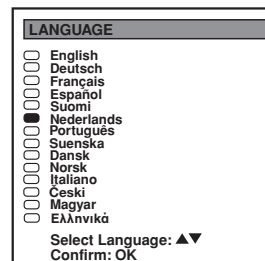 LANGUAGE
English
Deutsch
Français
Español
Suomi
Nederlands
Português
Suenska
Dansk
Norsk
Italiano
Česki
Magyar
Ελληνικά
Select Language: ▲▼
Confirm: OK